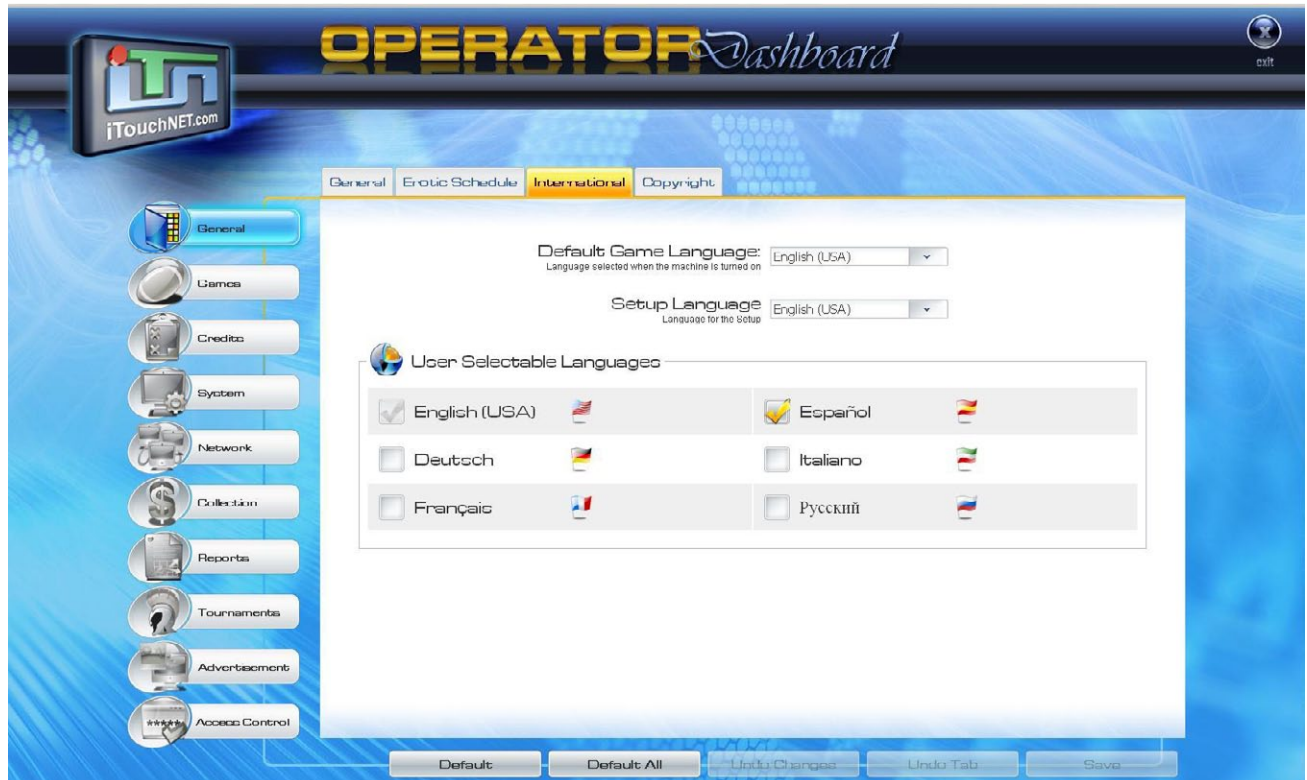 OPERATOR Dashboard
exit
iTn
iTouchNET.com
General Erotic Schedule International Copyright
General
Games
Credits
System
Network
Collection
Reports
Tournaments
Advertisement
Access Control
Default Game Language: English (USA)
Language selected when the machine is turned on
Setup Language English (USA)
Language for the Setup
User Selectable Languages
English (USA) Español
Deutsch Italiano
Français Русский
Default Default All Undo Changes Undo Tab Save